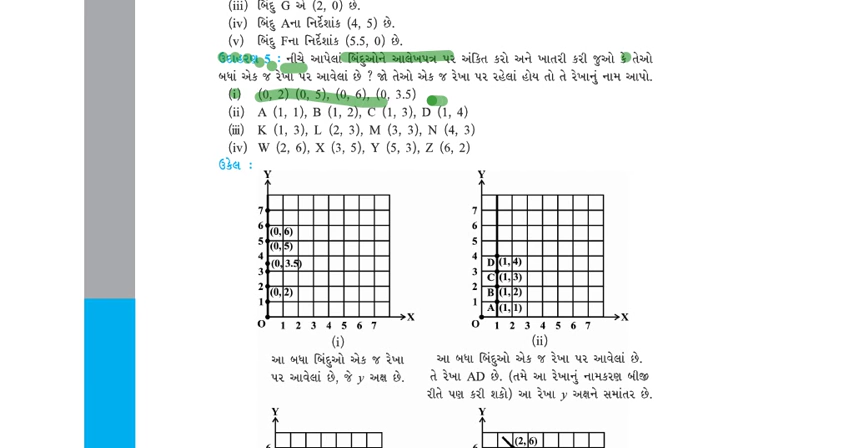 (iii) બિંદુ G એ (2, 0) છે.
(iv) બિંદુ Aના નિર્દેશાંક (4, 5) છે.
(v) બિંદુ Fના નિર્દેશાંક (5.5, 0) છે.
ઉદાહરણ 5 : નીચે આપેલાં બિંદુઓને આલેખપત્ર પર અંકિત કરો અને ખાતરી કરી જુઓ કે તેઓ
બધાં એક જ રેખા પર આવેલાં છે ? જો તેઓ એક જ રેખા પર રહેલાં હોય તો તે રેખાનું નામ આપો.
(i) (0, 2) (0, 5), (0, 6), (0, 3.5)
(ii) A (1, 1), B (1, 2), C (1, 3), D (1, 4)
(iii) K (1, 3), L (2, 3), M (3, 3), N (4, 3)
(iv) W (2, 6), X (3, 5), Y (5, 3), Z (6, 2)
ઉકેલ :
Y
7
6
(0, 6)
5
(0, 5)
4
(0, 3.5)
3
2
(0, 2)
1
O 1 2 3 4 5 6 7 X
(i)
આ બધા બિંદુઓ એક જ રેખા
પર આવેલાં છે, જે y અક્ષ છે.
Y
7
6
5
4
D (1, 4)
3
C (1, 3)
2
B (1, 2)
1
A (1, 1)
O 1 2 3 4 5 6 7 X
(ii)
આ બધા બિંદુઓ એક જ રેખા પર આવેલાં છે.
તે રેખા AD છે. (તમે આ રેખાનું નામકરણ બીજી
રીતે પણ કરી શકો) આ રેખા y અક્ષને સમાંતર છે.
Y
6
Y
6
(2, 6)